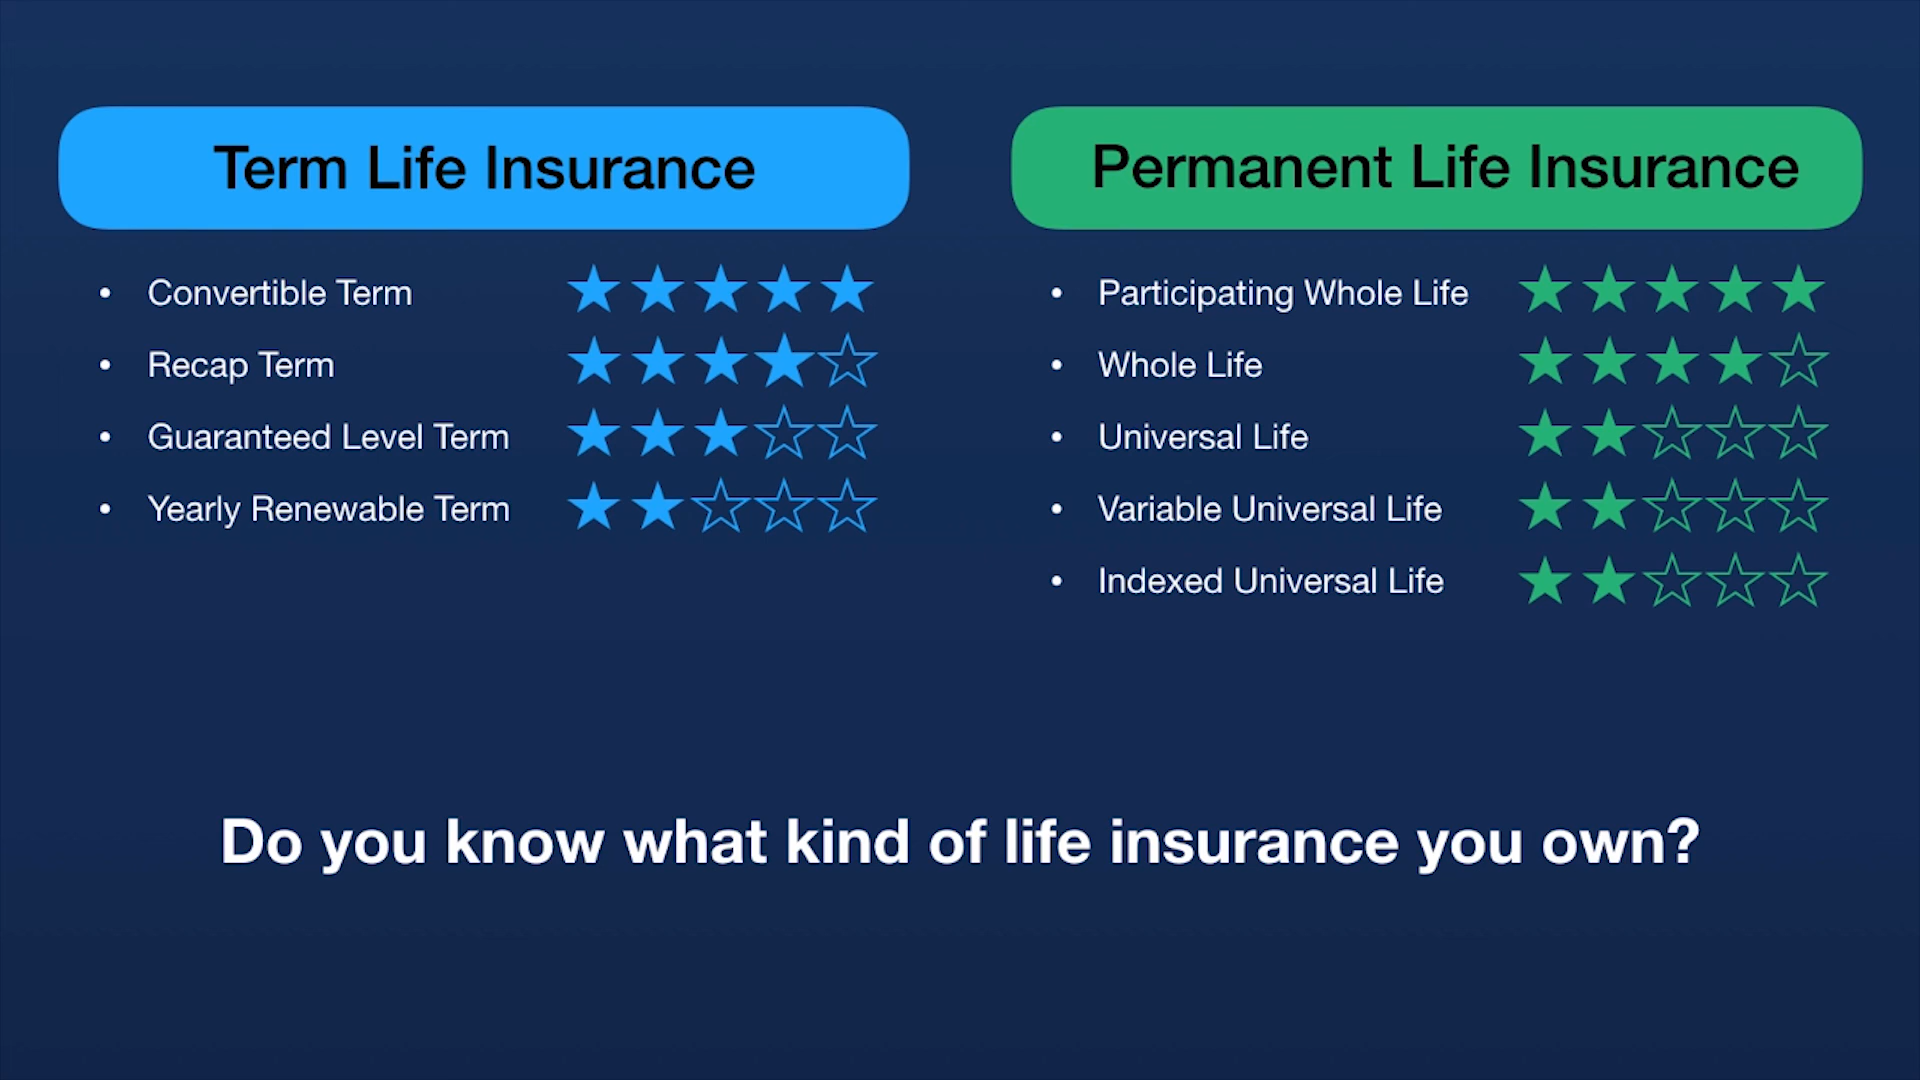 Term Life Insurance
• Convertible Term ★★★★★
• Recap Term ★★★★☆
• Guaranteed Level Term ★★★☆☆
• Yearly Renewable Term ★★☆☆☆
Permanent Life Insurance
• Participating Whole Life ★★★★★
• Whole Life ★★★★☆
• Universal Life ★★☆☆☆
• Variable Universal Life ★★☆☆☆
• Indexed Universal Life ★★☆☆☆
Do you know what kind of life insurance you own?